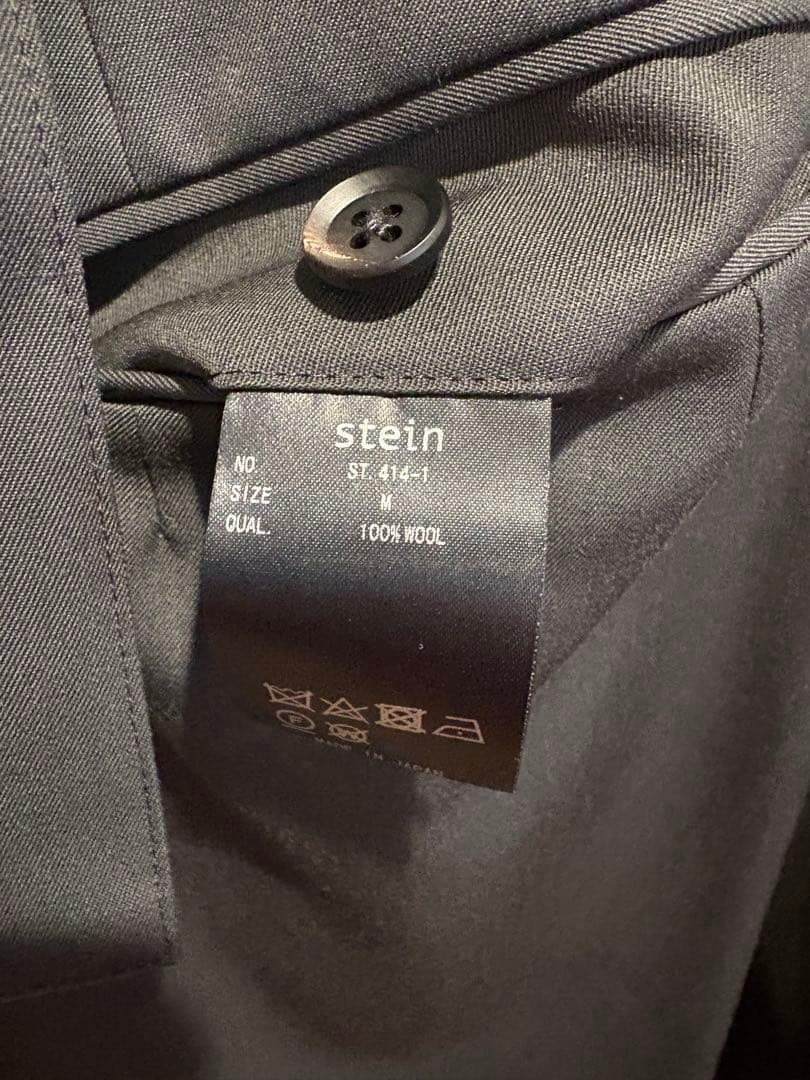 stein
NO. ST. 414-1
SIZE M
QUAL. 100% WOOL
F
W
MADE IN JAPAN